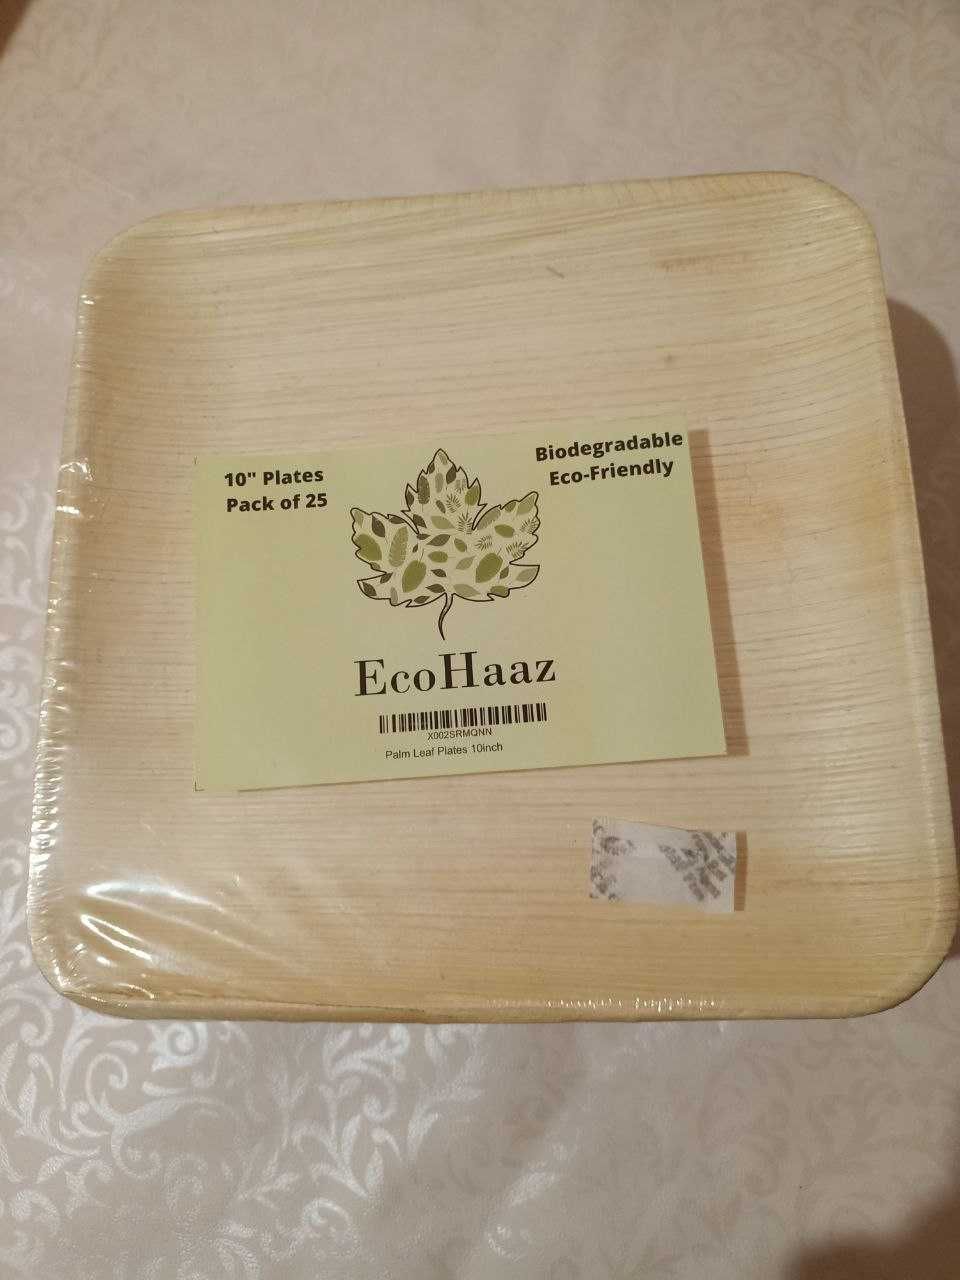 10" Plates
Pack of 25
Biodegradable
Eco-Friendly
EcoHaaz
X002SRMQNN
Palm Leaf Plates 10inch